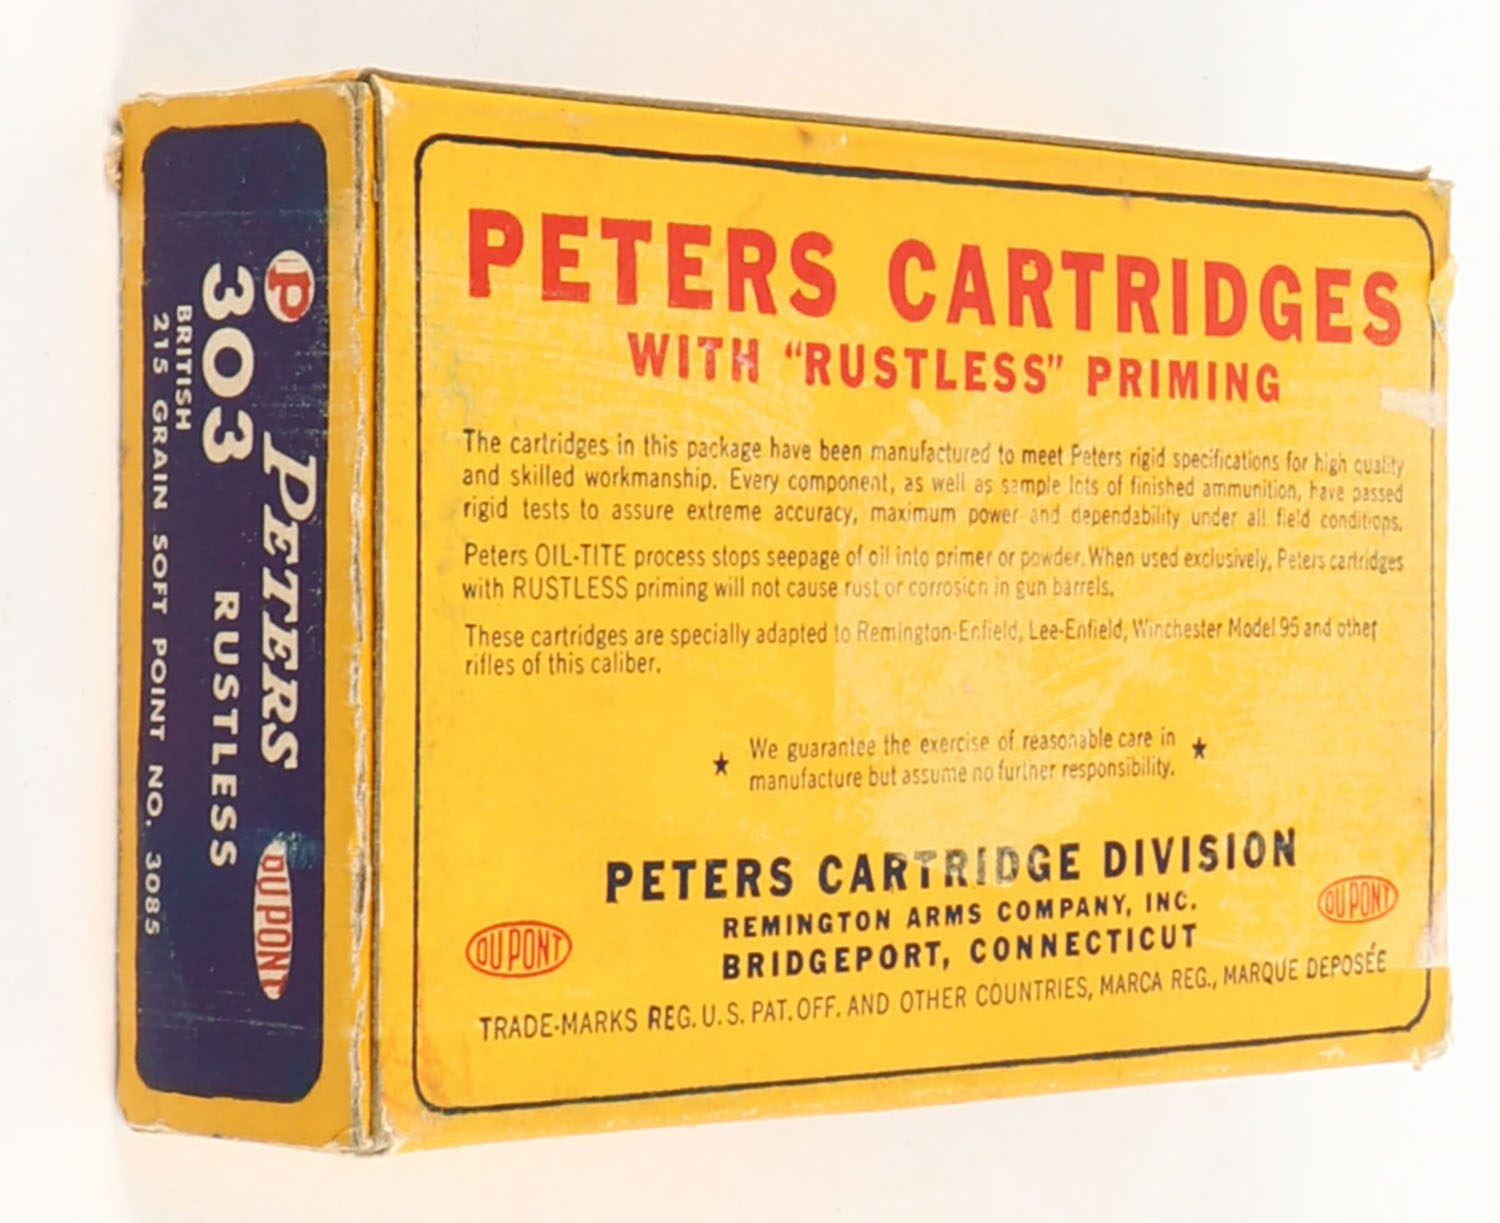 P PETERS DUPONT
303 RUSTLESS
BRITISH
215 GRAIN SOFT POINT NO. 3085
PETERS CARTRIDGES
WITH "RUSTLESS" PRIMING
The cartridges in this package have been manufactured to meet Peters rigid specifications for high quality
and skilled workmanship. Every component, as well as sample lots of finished ammunition, have passed
rigid tests to assure extreme accuracy, maximum power and dependability under all field conditions.
Peters OIL-TITE process stops seepage of oil into primer or powder. When used exclusively, Peters cartridges
with RUSTLESS priming will not cause rust or corrosion in gun barrels.
These cartridges are specially adapted to Remington-Enfield, Lee-Enfield, Winchester Model 95 and other
rifles of this caliber.
★ We guarantee the exercise of reasonable care in ★
manufacture but assume no further responsibility.
PETERS CARTRIDGE DIVISION
REMINGTON ARMS COMPANY, INC.
BRIDGEPORT, CONNECTICUT
DU PONT
DU PONT
TRADE-MARKS REG. U.S. PAT. OFF. AND OTHER COUNTRIES, MARCA REG., MARQUE DEPOSÉE